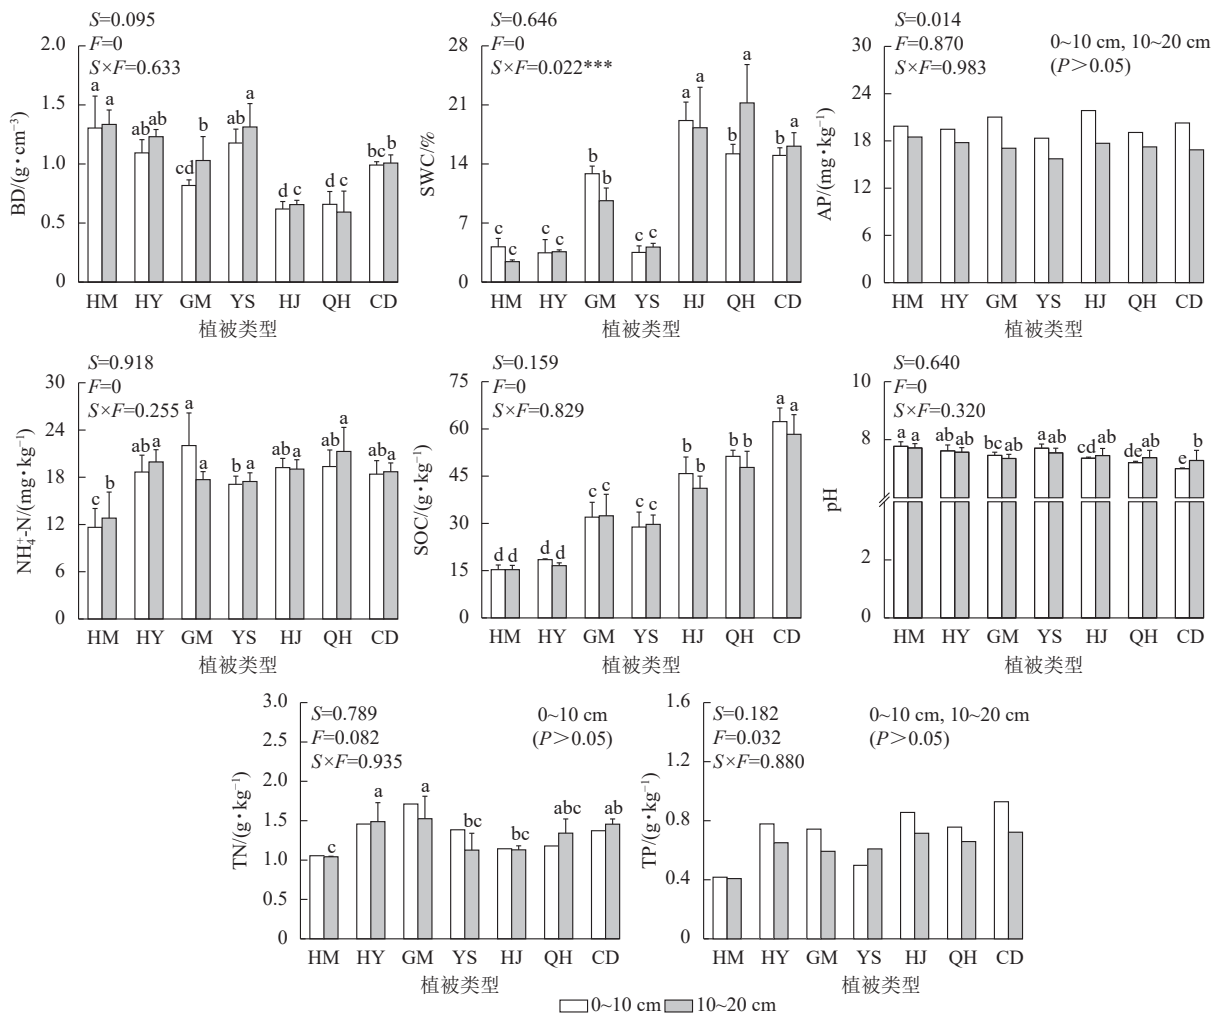 S=0.095
F=0
S×F=0.633
BD/(g·cm⁻³)
2.0
1.5
1.0
0.5
0
a a ab ab cd b ab a d c d c bc b
HM HY GM YS HJ QH CD
植被类型
S=0.646
F=0
S×F=0.022***
SWC/%
28
21
14
7
0
c c c c b b c c a a b a b a
HM HY GM YS HJ QH CD
植被类型
S=0.014
F=0.870
S×F=0.983
0~10 cm, 10~20 cm
(P＞0.05)
AP/(mg·kg⁻¹)
30
24
18
12
6
0
HM HY GM YS HJ QH CD
植被类型
S=0.918
F=0
S×F=0.255
NH₄⁺-N/(mg·kg⁻¹)
30
24
18
12
6
0
c b ab a a a b a ab a ab a ab a
HM HY GM YS HJ QH CD
植被类型
S=0.159
F=0
S×F=0.829
SOC/(g·kg⁻¹)
75
60
45
30
15
0
d d d d c c c c b b b b a a
HM HY GM YS HJ QH CD
植被类型
S=0.640
F=0
S×F=0.320
pH
10
8
2
0
a a ab ab bc ab a ab cd ab de ab e b
HM HY GM YS HJ QH CD
植被类型
S=0.789
F=0.082
S×F=0.935
0~10 cm
(P＞0.05)
TN/(g·kg⁻¹)
3.0
2.5
2.0
1.5
1.0
0.5
0
c a a bc bc abc ab
HM HY GM YS HJ QH CD
植被类型
S=0.182
F=0.032
S×F=0.880
0~10 cm, 10~20 cm
(P＞0.05)
TP/(g·kg⁻¹)
1.6
1.2
0.8
0.4
0
HM HY GM YS HJ QH CD
植被类型
0~10 cm 10~20 cm